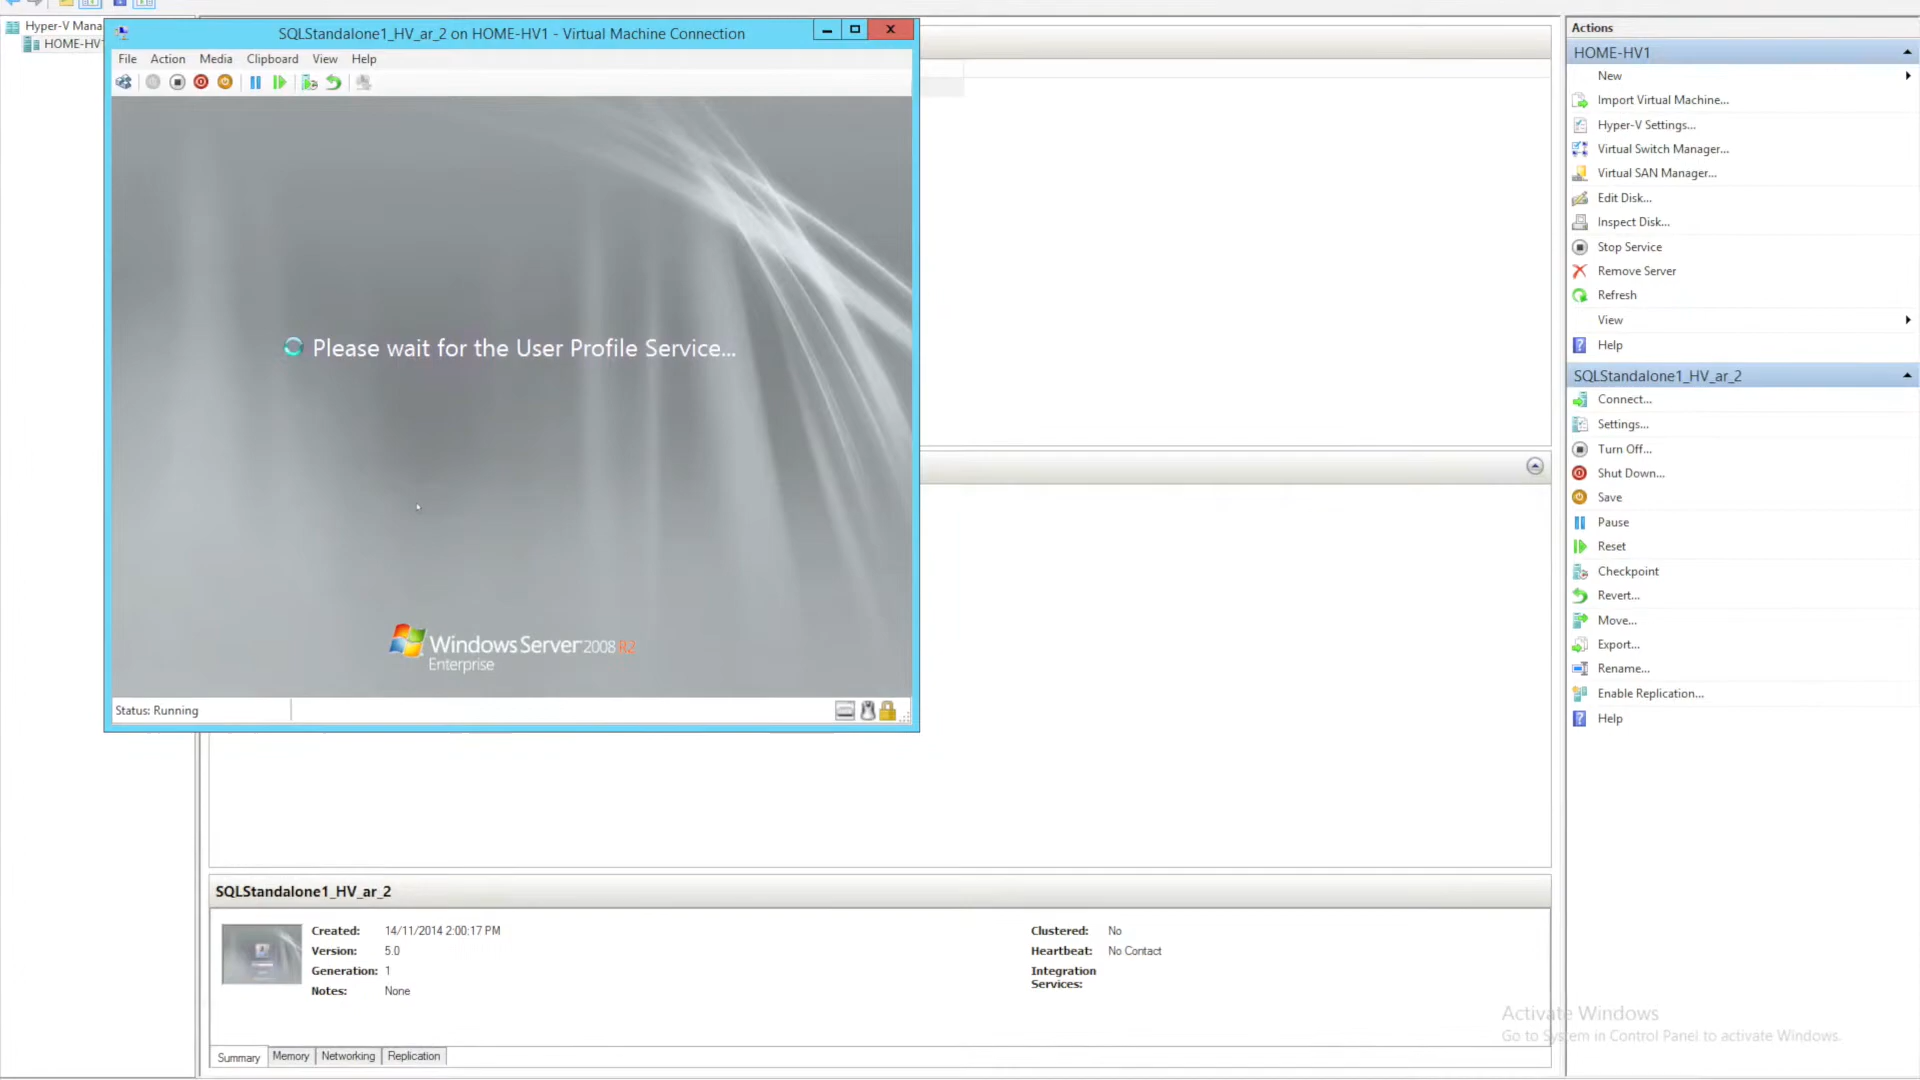 Hyper-V Mana
HOME-HV1
SQLStandalone1_HV_ar_2 on HOME-HV1 - Virtual Machine Connection
File Action Media Clipboard View Help
Please wait for the User Profile Service...
Windows Server 2008 R2
Enterprise
Status: Running
SQLStandalone1_HV_ar_2
Created: 14/11/2014 2:00:17 PM
Version: 5.0
Generation: 1
Notes: None
Clustered: No
Heartbeat: No Contact
Integration
Services:
Summary Memory Networking Replication
Actions
HOME-HV1
New
Import Virtual Machine...
Hyper-V Settings...
Virtual Switch Manager...
Virtual SAN Manager...
Edit Disk...
Inspect Disk...
Stop Service
Remove Server
Refresh
View
Help
SQLStandalone1_HV_ar_2
Connect...
Settings...
Turn Off...
Shut Down...
Save
Pause
Reset
Checkpoint
Revert...
Move...
Export...
Rename...
Enable Replication...
Help
Activate Windows
Go to System in Control Panel to activate Windows.